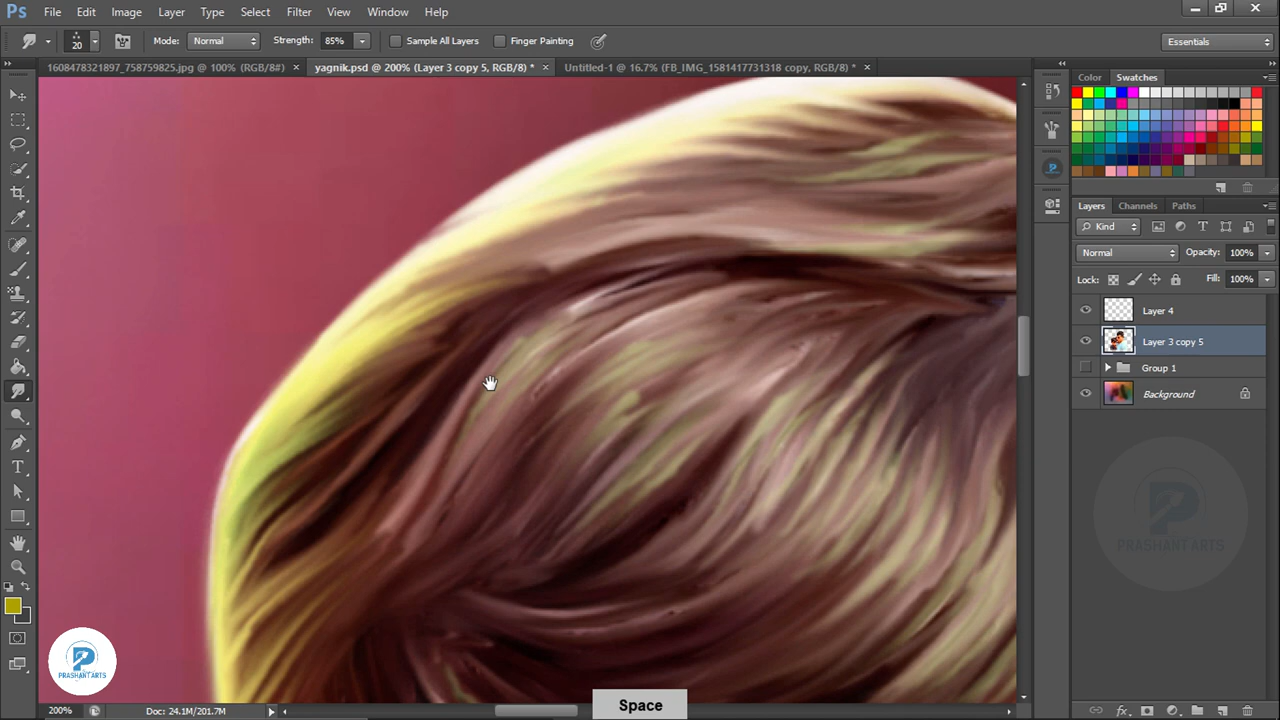 Ps File Edit Image Layer Type Select Filter View Window Help
20 Mode: Normal Strength: 85% Sample All Layers Finger Painting Essentials
1608478321897_758759825.jpg @ 100% (RGB/8#) × yagnik.psd @ 200% (Layer 3 copy 5, RGB/8) * × Untitled-1 @ 16.7% (FB_IMG_1581417731318 copy, RGB/8) * ×
Color Swatches
Layers Channels Paths
Kind
Normal Opacity: 100%
Lock: Fill: 100%
Layer 4
Layer 3 copy 5
Group 1
Background
PRASHANT ARTS
PRASHANT ARTS
Space
200% Doc: 24.1M/201.7M